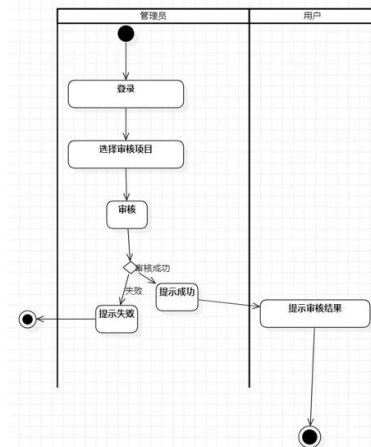 管理员
用户
登录
选择审核项目
审核
审核成功
失败
提示成功
提示失败
提示审核结果